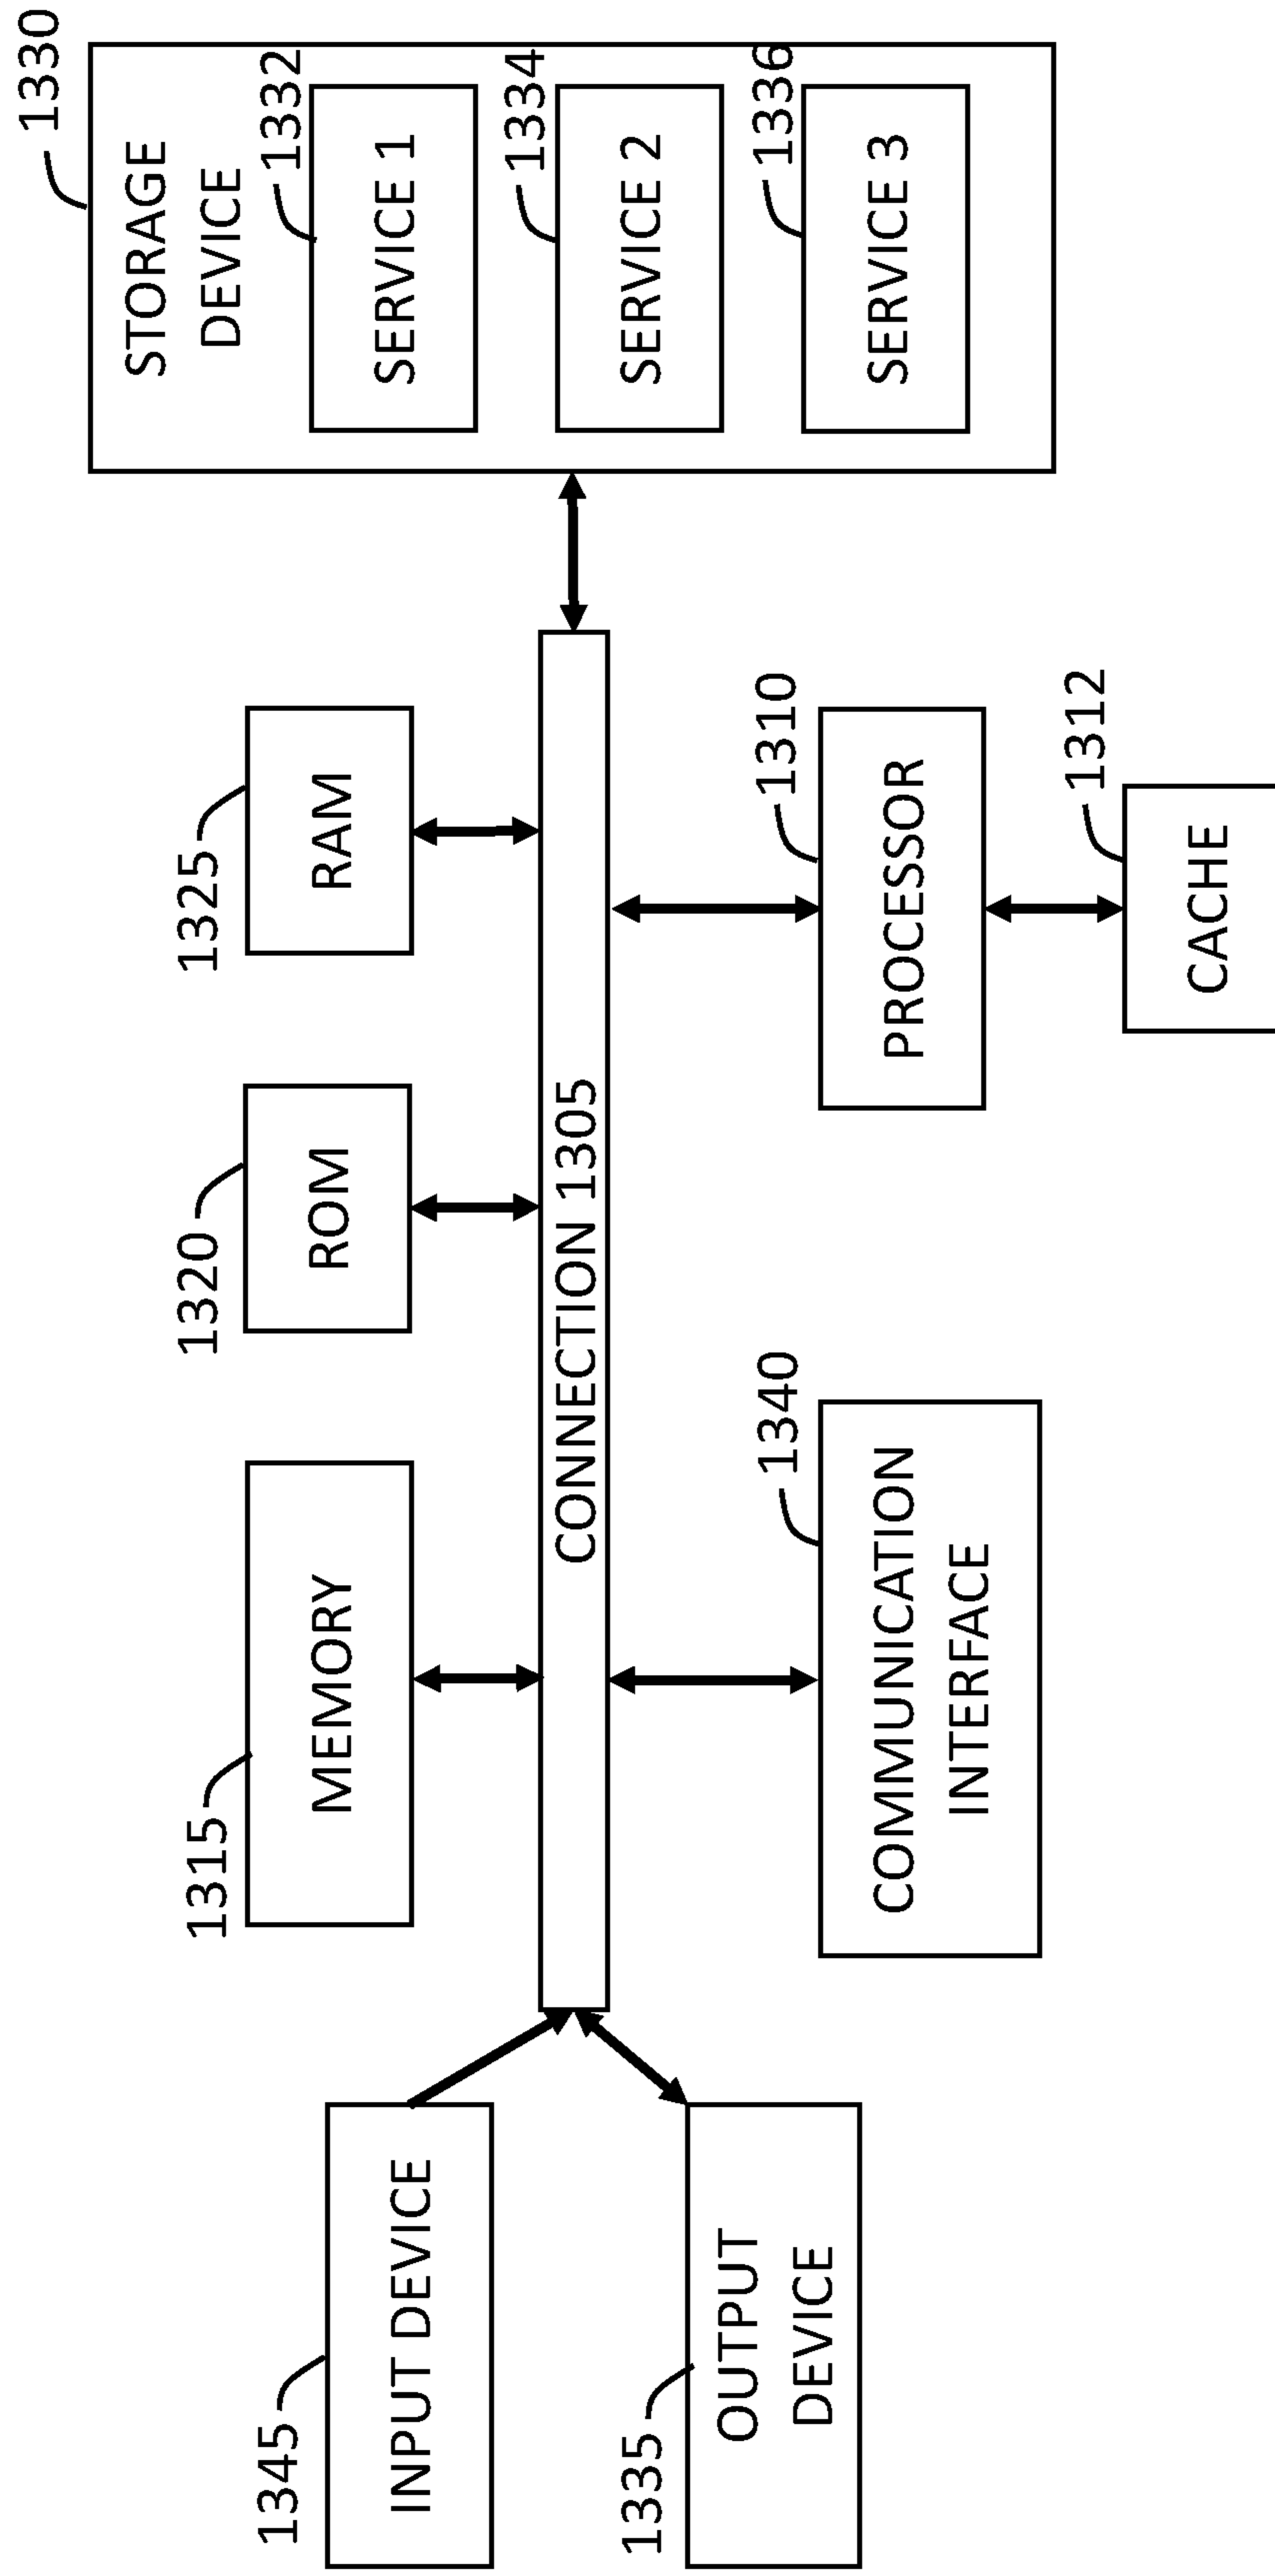 1330
STORAGE
DEVICE
1332
SERVICE 1
1334
SERVICE 2
1336
SERVICE 3
1325
RAM
1320
ROM
1315
MEMORY
CONNECTION 1305
1310
PROCESSOR
1312
CACHE
1340
COMMUNICATION
INTERFACE
1345
INPUT DEVICE
1335
OUTPUT
DEVICE